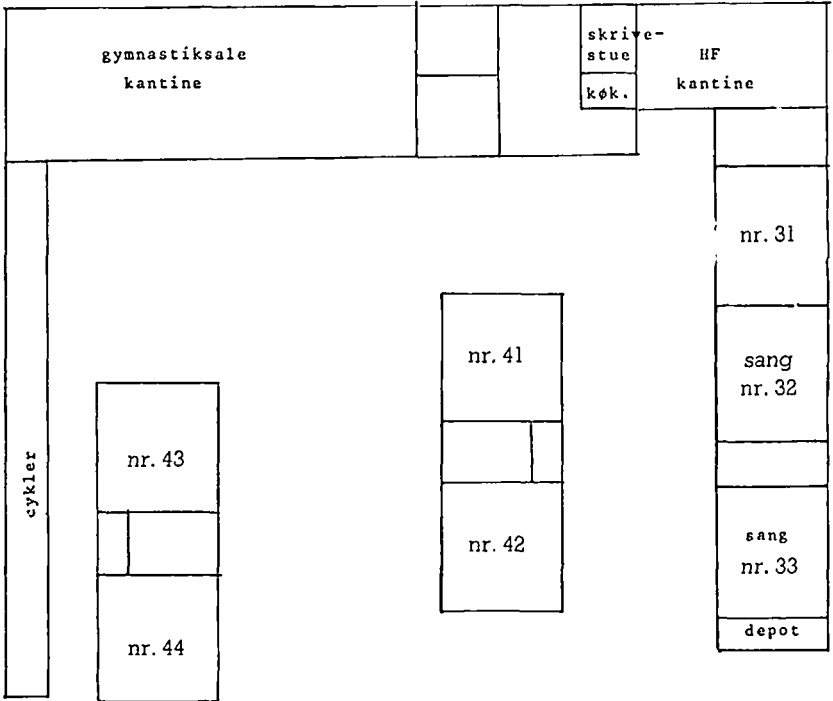 gymnastiksale
kantine
skrive-
stue
køk.
HF
kantine
nr. 31
nr. 41
sang
nr. 32
nr. 43
cykler
nr. 42
sang
nr. 33
nr. 44
depot